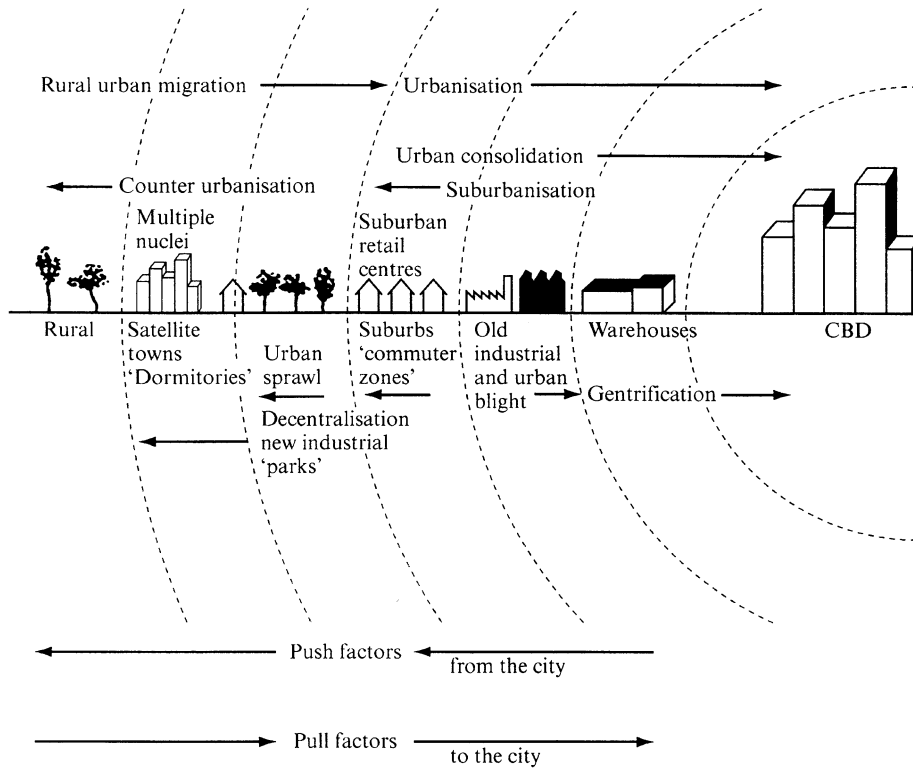 Rural urban migration
Urbanisation
Urban consolidation
Counter urbanisation
Suburbanisation
Multiple
nuclei
Suburban
retail
centres
Rural
Satellite
towns
'Dormitories'
Urban
sprawl
Suburbs
'commuter
zones'
Old
industrial
and urban
blight
Warehouses
CBD
Gentrification
Decentralisation
new industrial
'parks'
Push factors
from the city
Pull factors
to the city